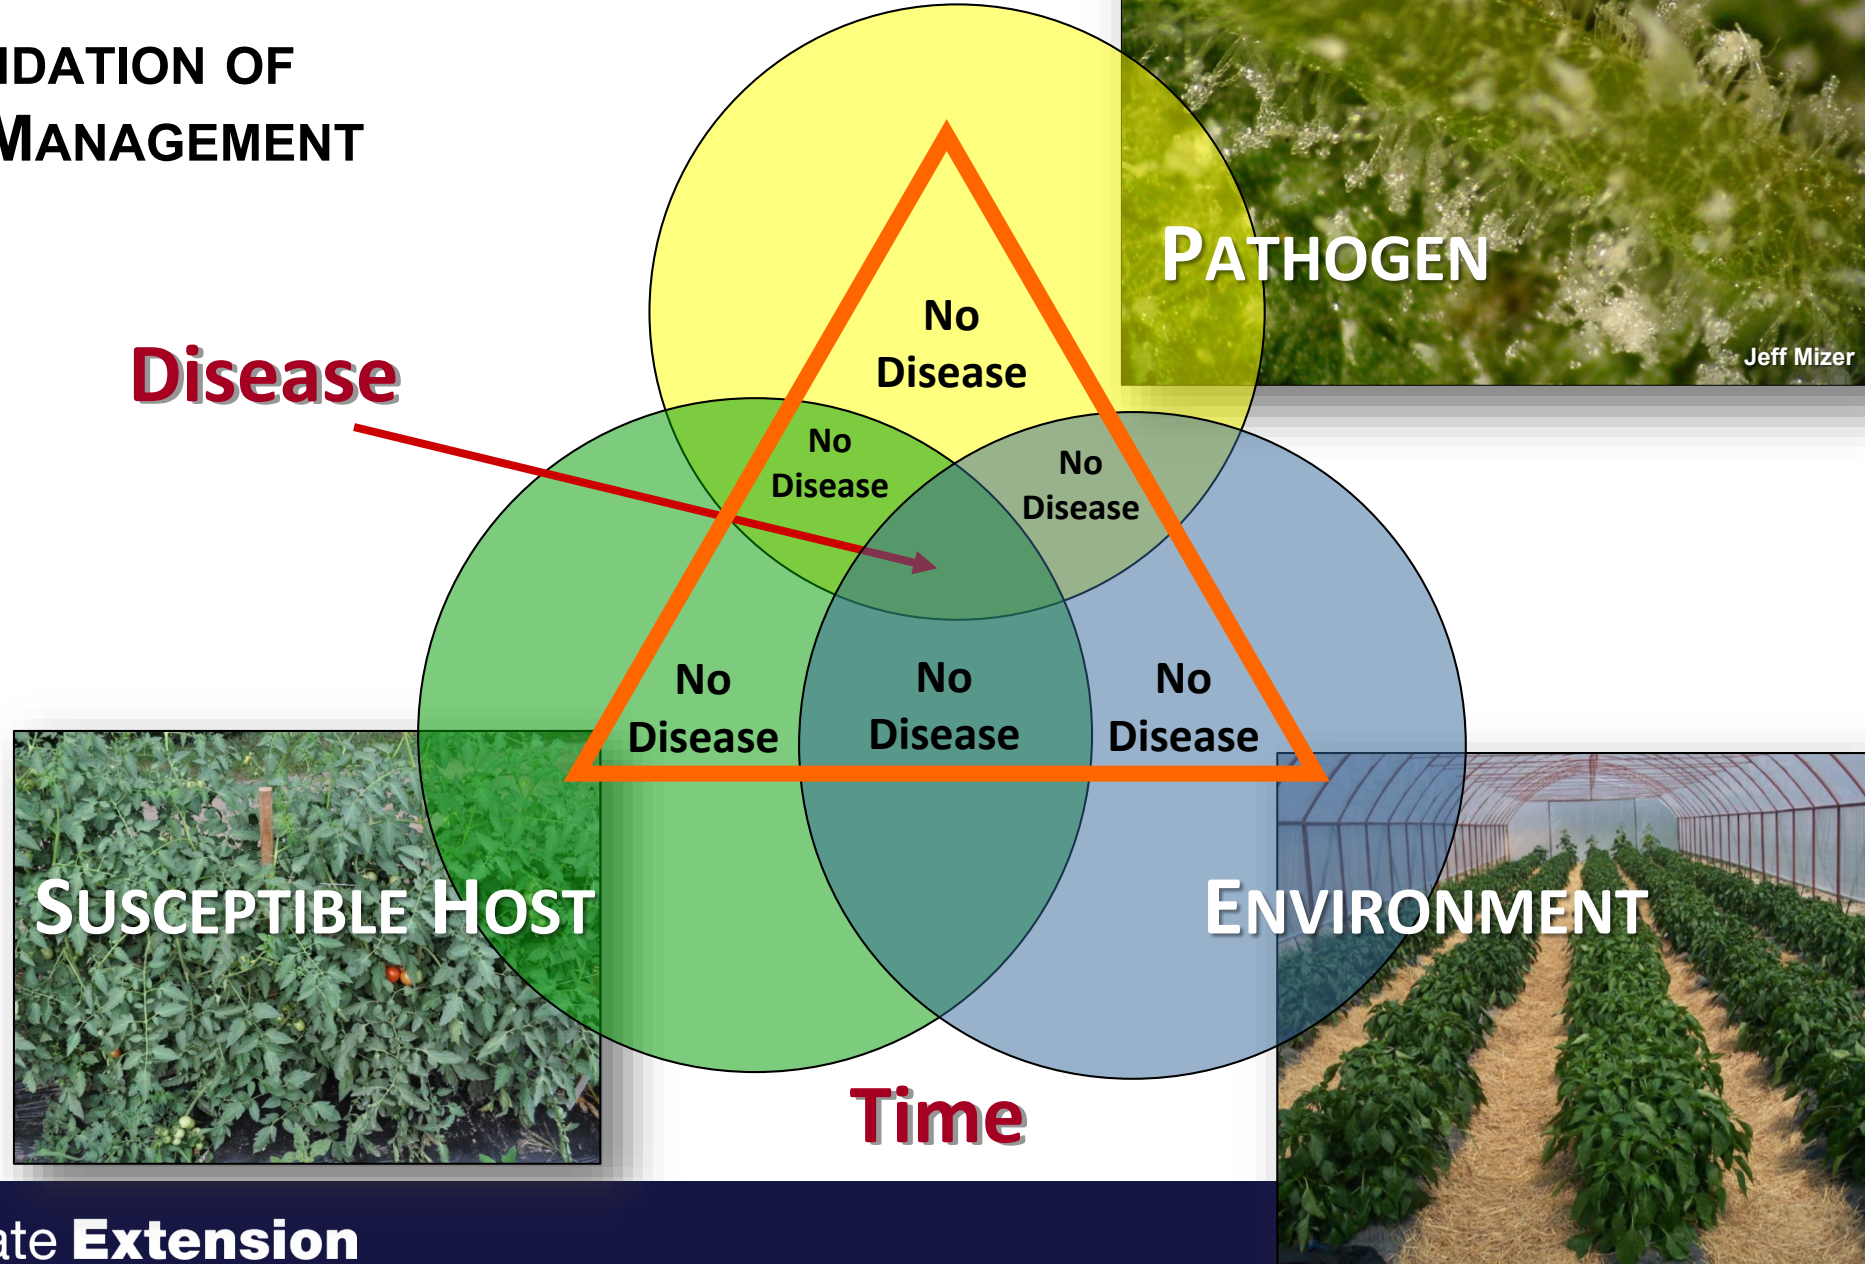 NDATION OF
MANAGEMENT
PATHOGEN
Jeff Mizer
No
Disease
Disease
No
Disease
No
Disease
No
Disease
No
Disease
No
Disease
SUSCEPTIBLE HOST
ENVIRONMENT
Time
ate Extension